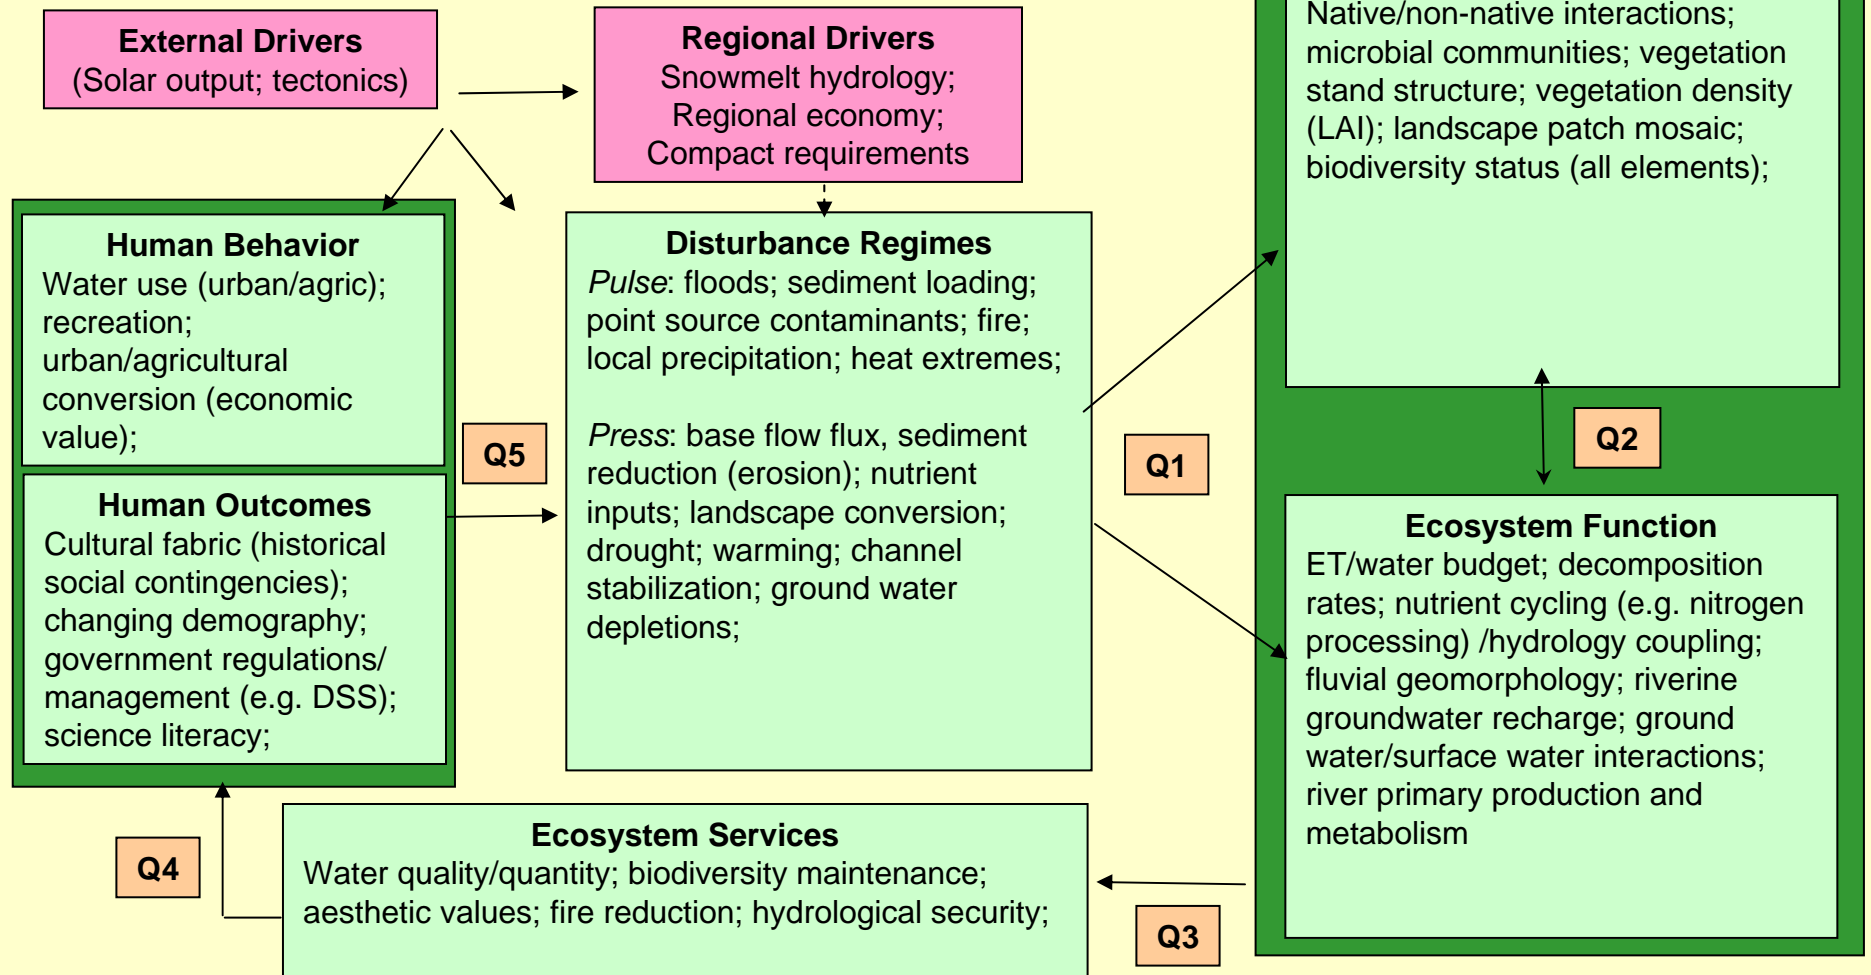 External Drivers
(Solar output; tectonics)
Regional Drivers
Snowmelt hydrology;
Regional economy;
Compact requirements
Native/non-native interactions;
microbial communities; vegetation
stand structure; vegetation density
(LAI); landscape patch mosaic;
biodiversity status (all elements);
Human Behavior
Water use (urban/agric);
recreation;
urban/agricultural
conversion (economic
value);
Human Outcomes
Cultural fabric (historical
social contingencies);
changing demography;
government regulations/
management (e.g. DSS);
science literacy;
Q5
Disturbance Regimes
Pulse: floods; sediment loading;
point source contaminants; fire;
local precipitation; heat extremes;
Press: base flow flux, sediment
reduction (erosion); nutrient
inputs; landscape conversion;
drought; warming; channel
stabilization; ground water
depletions;
Q1
Q2
Ecosystem Function
ET/water budget; decomposition
rates; nutrient cycling (e.g. nitrogen
processing) /hydrology coupling;
fluvial geomorphology; riverine
groundwater recharge; ground
water/surface water interactions;
river primary production and
metabolism
Q4
Ecosystem Services
Water quality/quantity; biodiversity maintenance;
aesthetic values; fire reduction; hydrological security;
Q3